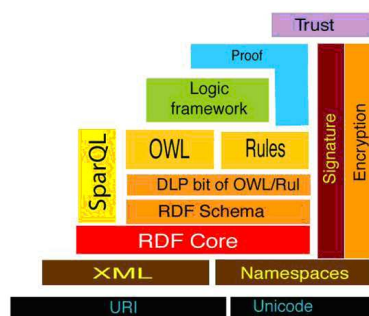 Trust
Proof
Logic
framework
SparQL
OWL
Rules
DLP bit of OWL/Rul
RDF Schema
RDF Core
Signature
Encryption
XML
Namespaces
URI
Unicode